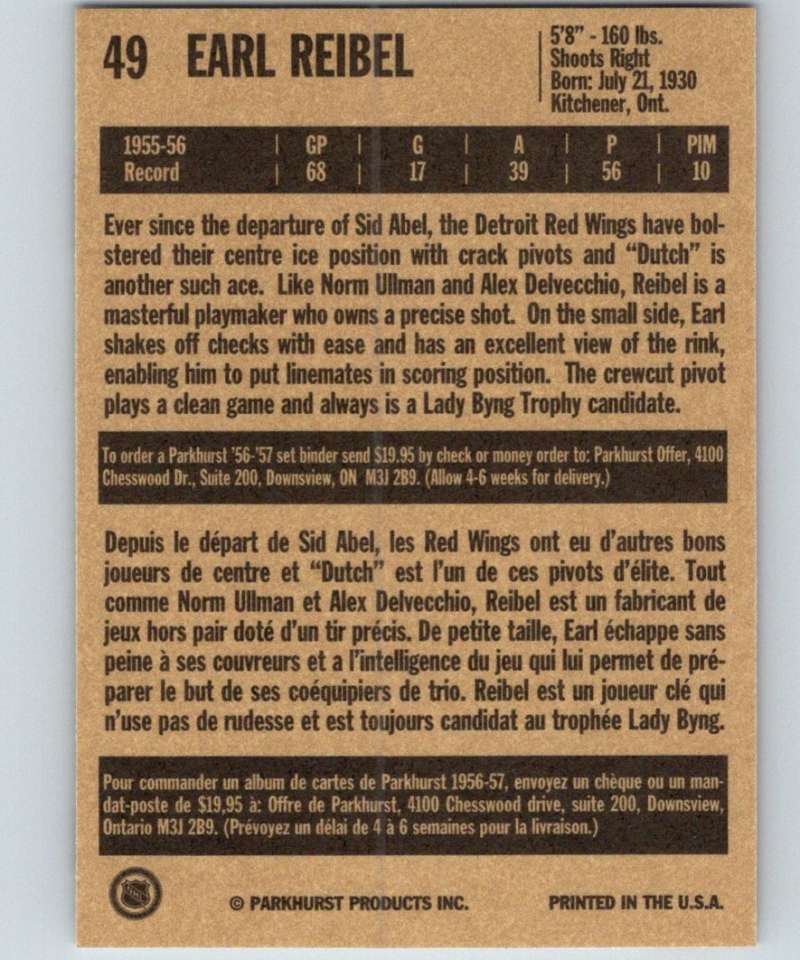 49 EARL REIBEL
5'8" - 160 lbs.
Shoots Right
Born: July 21, 1930
Kitchener, Ont.
1955-56 | GP | G | A | P | PIM
Record | 68 | 17 | 39 | 56 | 10
Ever since the departure of Sid Abel, the Detroit Red Wings have bol-
stered their centre ice position with crack pivots and "Dutch" is
another such ace. Like Norm Ullman and Alex Delvecchio, Reibel is a
masterful playmaker who owns a precise shot. On the small side, Earl
shakes off checks with ease and has an excellent view of the rink,
enabling him to put linemates in scoring position. The crewcut pivot
plays a clean game and always is a Lady Byng Trophy candidate.
To order a Parkhurst '56-'57 set binder send $19.95 by check or money order to: Parkhurst Offer, 4100
Chesswood Dr., Suite 200, Downsview, ON M3J 2B9. (Allow 4-6 weeks for delivery.)
Depuis le départ de Sid Abel, les Red Wings ont eu d'autres bons
joueurs de centre et "Dutch" est l'un de ces pivots d'élite. Tout
comme Norm Ullman et Alex Delvecchio, Reibel est un fabricant de
jeux hors pair doté d'un tir précis. De petite taille, Earl échappe sans
peine à ses couvreurs et a l'intelligence du jeu qui lui permet de pré-
parer le but de ses coéquipiers de trio. Reibel est un joueur clé qui
n'use pas de rudesse et est toujours candidat au trophée Lady Byng.
Pour commander un album de cartes de Parkhurst 1956-57, envoyez un chèque ou un man-
dat-poste de $19,95 à: Offre de Parkhurst, 4100 Chesswood drive, suite 200, Downsview,
Ontario M3J 2B9. (Prévoyez un délai de 4 à 6 semaines pour la livraison.)
NHL
© PARKHURST PRODUCTS INC. PRINTED IN THE U.S.A.